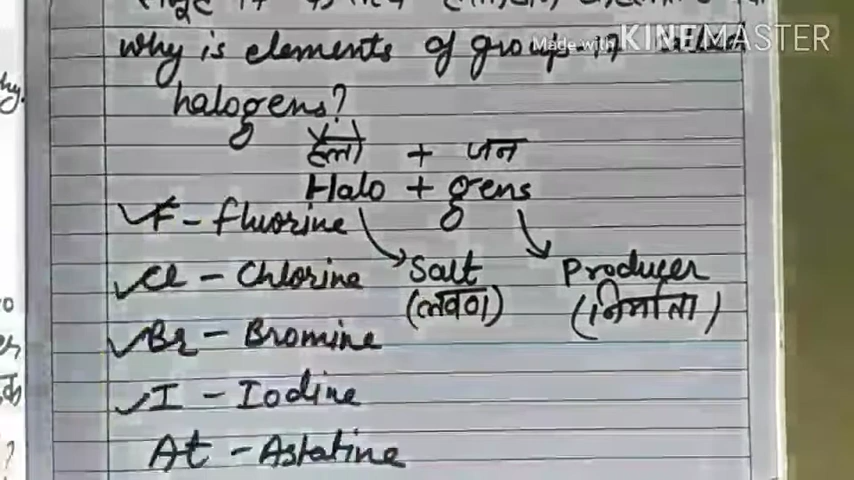 why is elements of group-17
halogens?
हैलो + जन
Halo + gens
F - fluorine
Cl - Chlorine Salt Producer
(लवण) (निर्माता)
Br - Bromine
I - Iodine
At - Astatine
Made with KINEMASTER